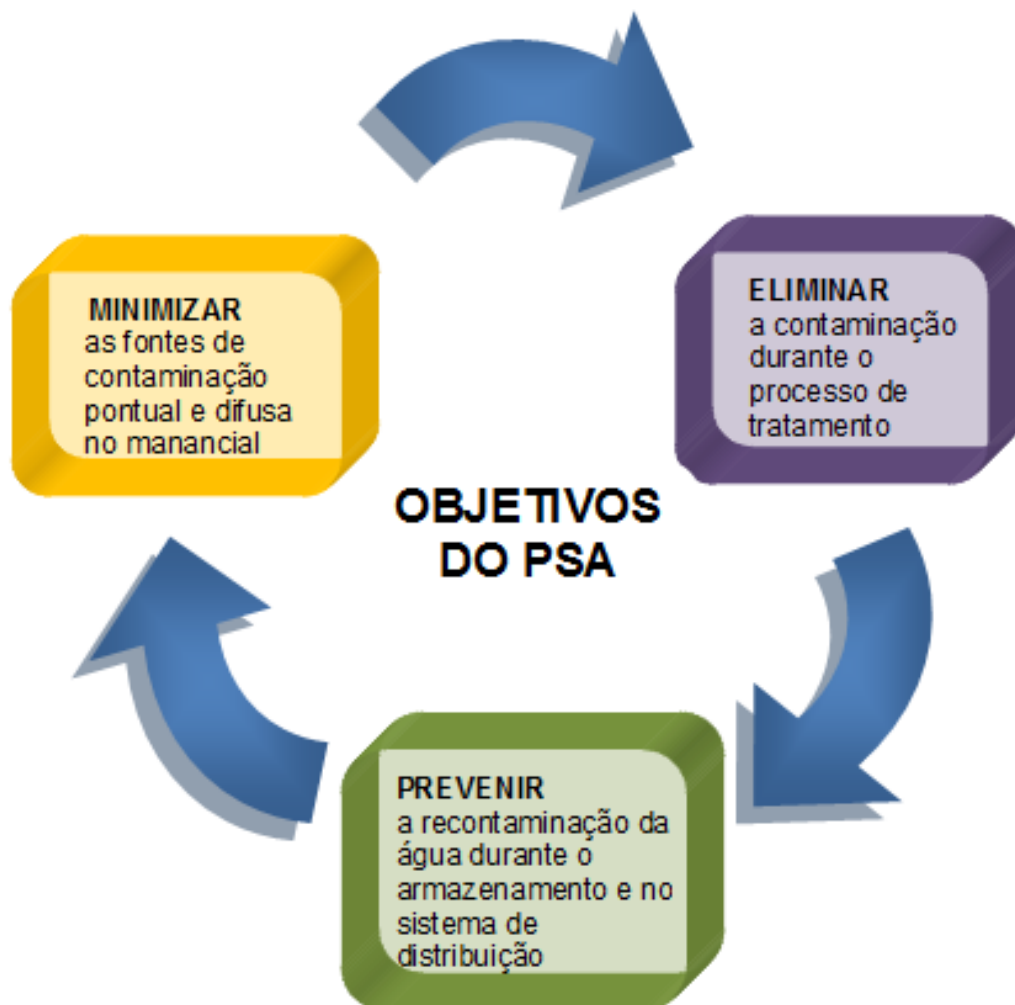 MINIMIZAR
as fontes de
contaminação
pontual e difusa
no manancial
ELIMINAR
a contaminação
durante o
processo de
tratamento
OBJETIVOS
DO PSA
PREVENIR
a recontaminação da
água durante o
armazenamento e no
sistema de
distribuição